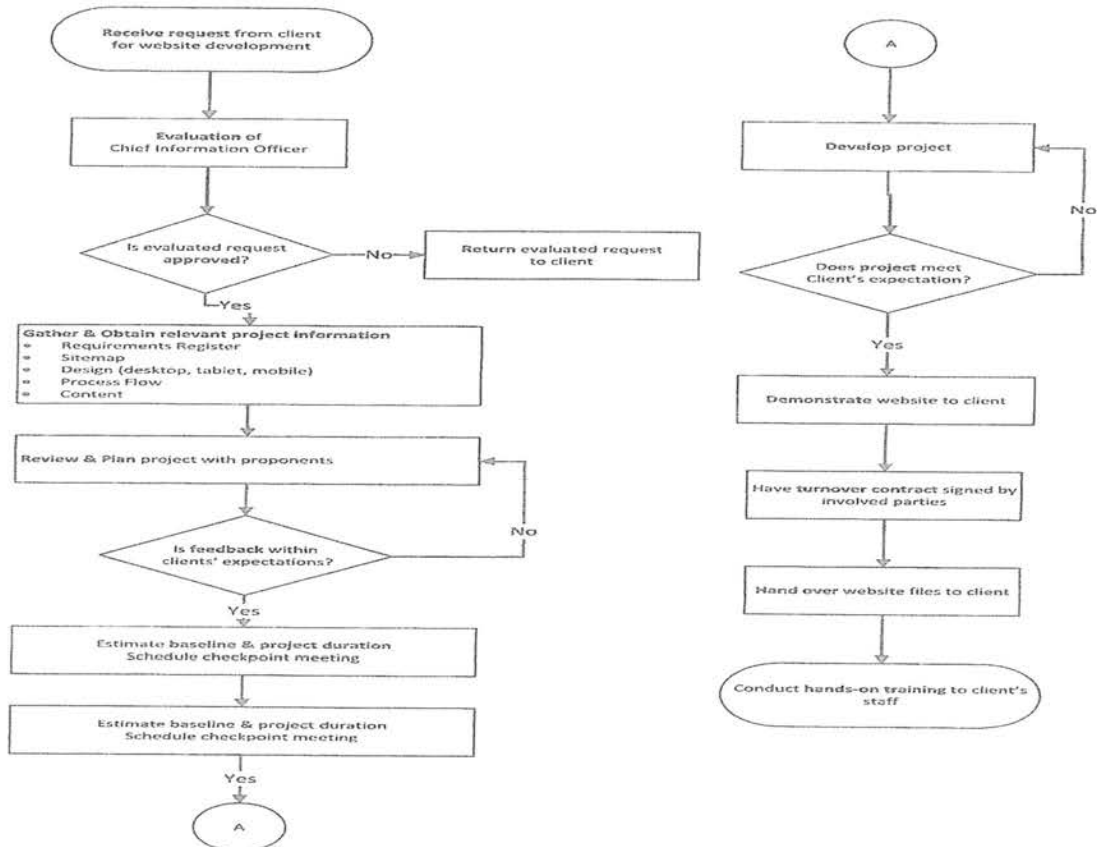 Receive request from client
for website development
Evaluation of
Chief Information Officer
Is evaluated request
approved?
No
Return evaluated request
to client
Yes
Gather & Obtain relevant project information
• Requirements Register
• Sitemap
• Design (desktop, tablet, mobile)
• Process Flow
• Content
Review & Plan project with proponents
No
Is feedback within
clients' expectations?
Yes
Estimate baseline & project duration
Schedule checkpoint meeting
Estimate baseline & project duration
Schedule checkpoint meeting
Yes
A
A
Develop project
No
Does project meet
Client's expectation?
Yes
Demonstrate website to client
Have turnover contract signed by
involved parties
Hand over website files to client
Conduct hands-on training to client's
staff